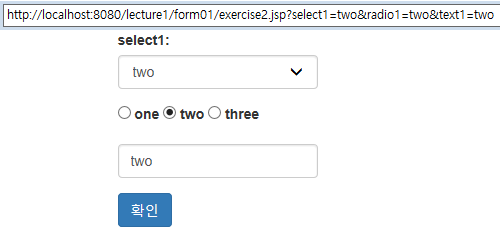 http://localhost:8080/lecture1/form01/exercise2.jsp?select1=two&radio1=two&text1=two
select1:
two
one two three
two
확인